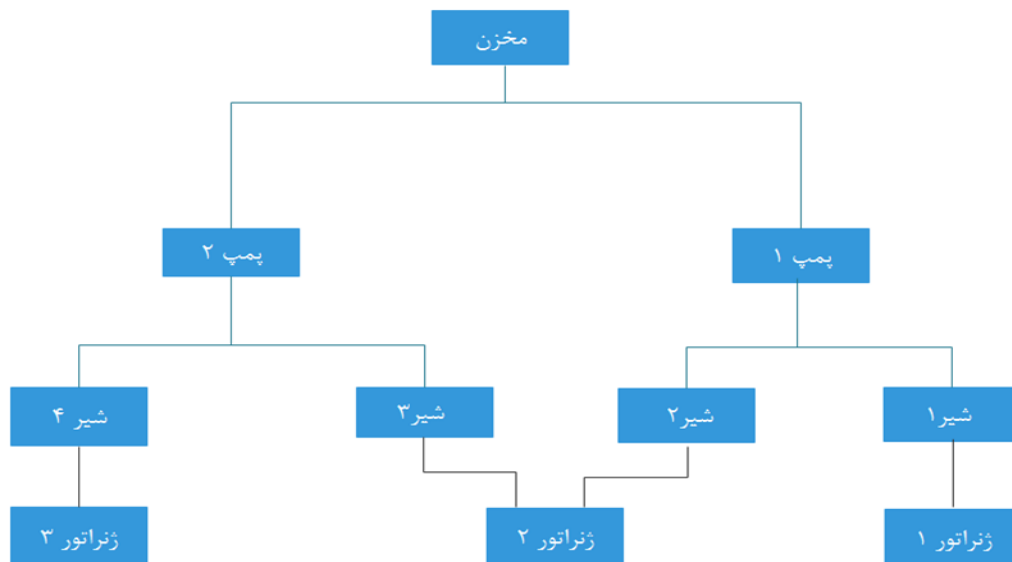 مخزن
پمپ ۱
پمپ ۲
شیر۱
شیر۲
شیر۳
شیر ۴
ژنراتور ۱
ژنراتور ۲
ژنراتور ۳